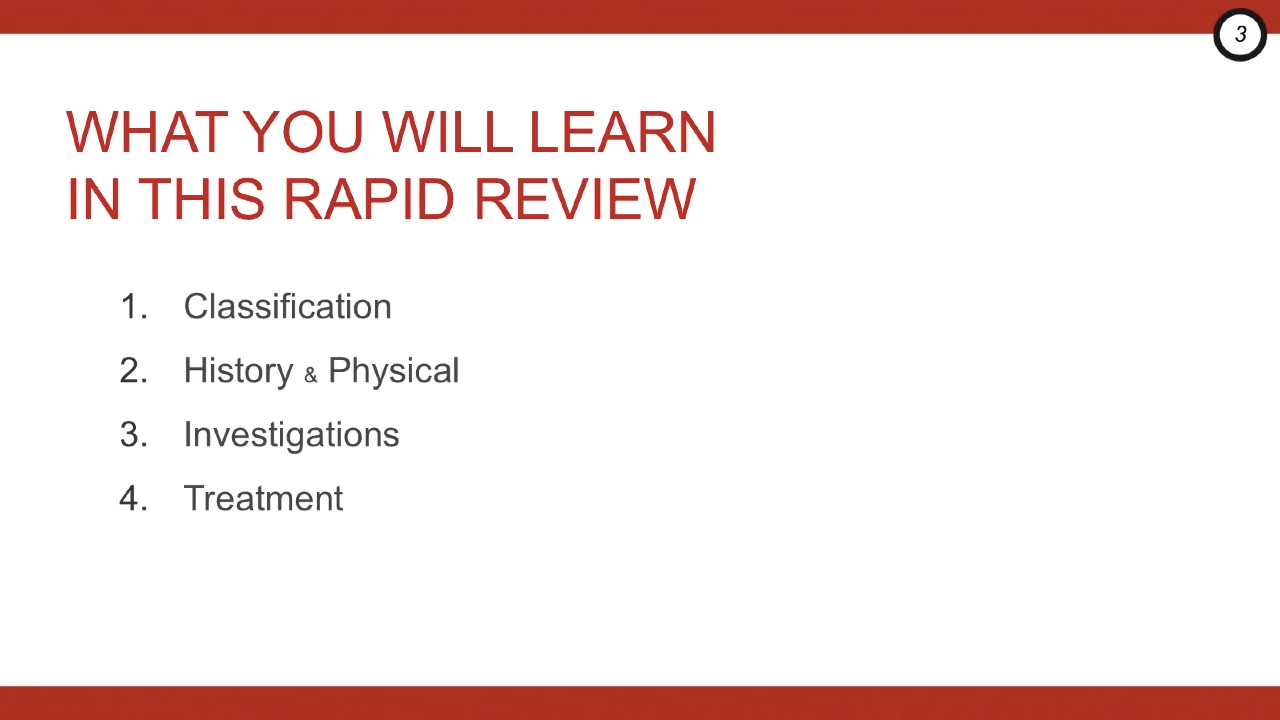 3
WHAT YOU WILL LEARN
IN THIS RAPID REVIEW
1. Classification
2. History & Physical
3. Investigations
4. Treatment